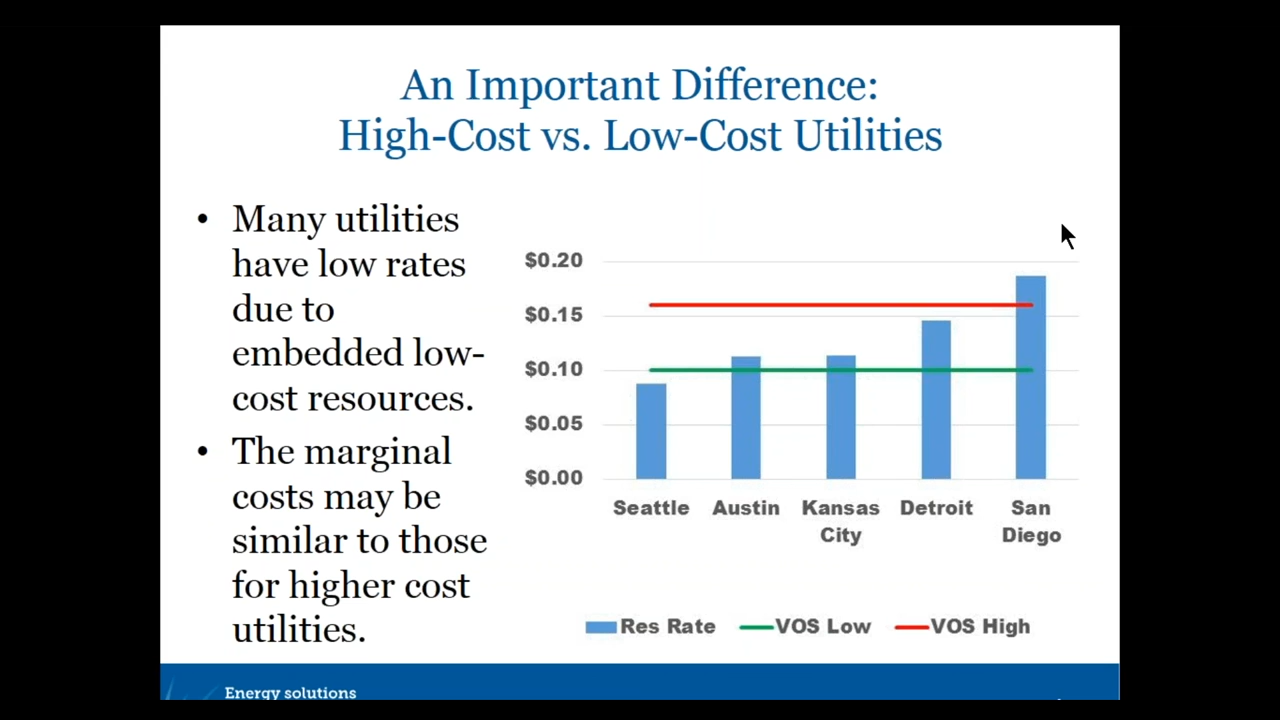 An Important Difference:
High-Cost vs. Low-Cost Utilities
• Many utilities
have low rates
due to
embedded low-
cost resources.
• The marginal
costs may be
similar to those
for higher cost
utilities.
$0.20
$0.15
$0.10
$0.05
$0.00
Seattle Austin Kansas Detroit San
City Diego
Res Rate VOS Low VOS High
Energy solutions